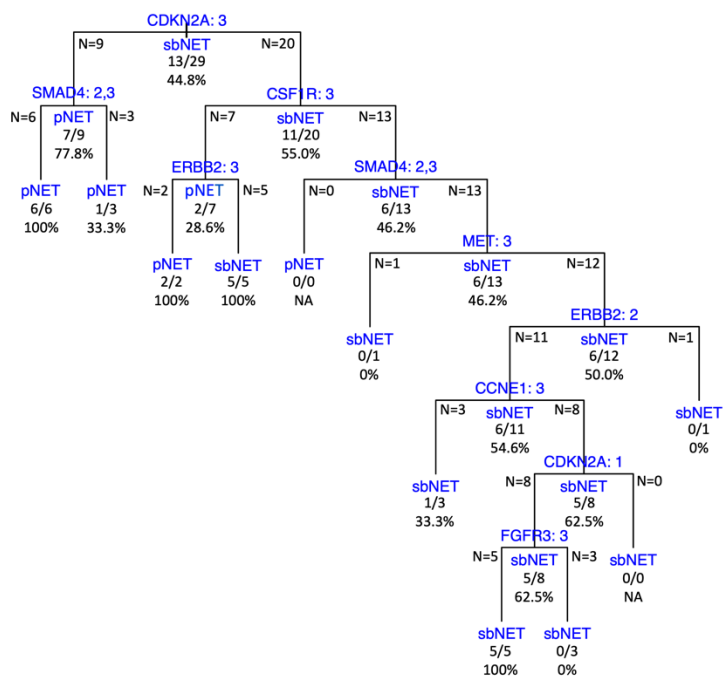 CDKN2A: 3
N=9 sbNET N=20
13/29
44.8%
SMAD4: 2,3 CSF1R: 3
N=6 pNET N=3 N=7 sbNET N=13
7/9 11/20
77.8% 55.0%
ERBB2: 3 SMAD4: 2,3
pNET pNET N=2 pNET N=5 N=0 sbNET N=13
6/6 1/3 2/7 6/13
100% 33.3% 28.6% 46.2%
MET: 3
pNET sbNET pNET N=1 sbNET N=12
2/2 5/5 0/0 6/13
100% 100% NA 46.2%
ERBB2: 2
sbNET N=11 sbNET N=1
0/1 6/12
0% 50.0%
CCNE1: 3
N=3 sbNET N=8 sbNET
6/11 0/1
54.6% 0%
CDKN2A: 1
sbNET N=8 sbNET N=0
1/3 5/8
33.3% 62.5%
FGFR3: 3
N=5 sbNET N=3 sbNET
5/8 0/0
62.5% NA
sbNET sbNET
5/5 0/3
100% 0%